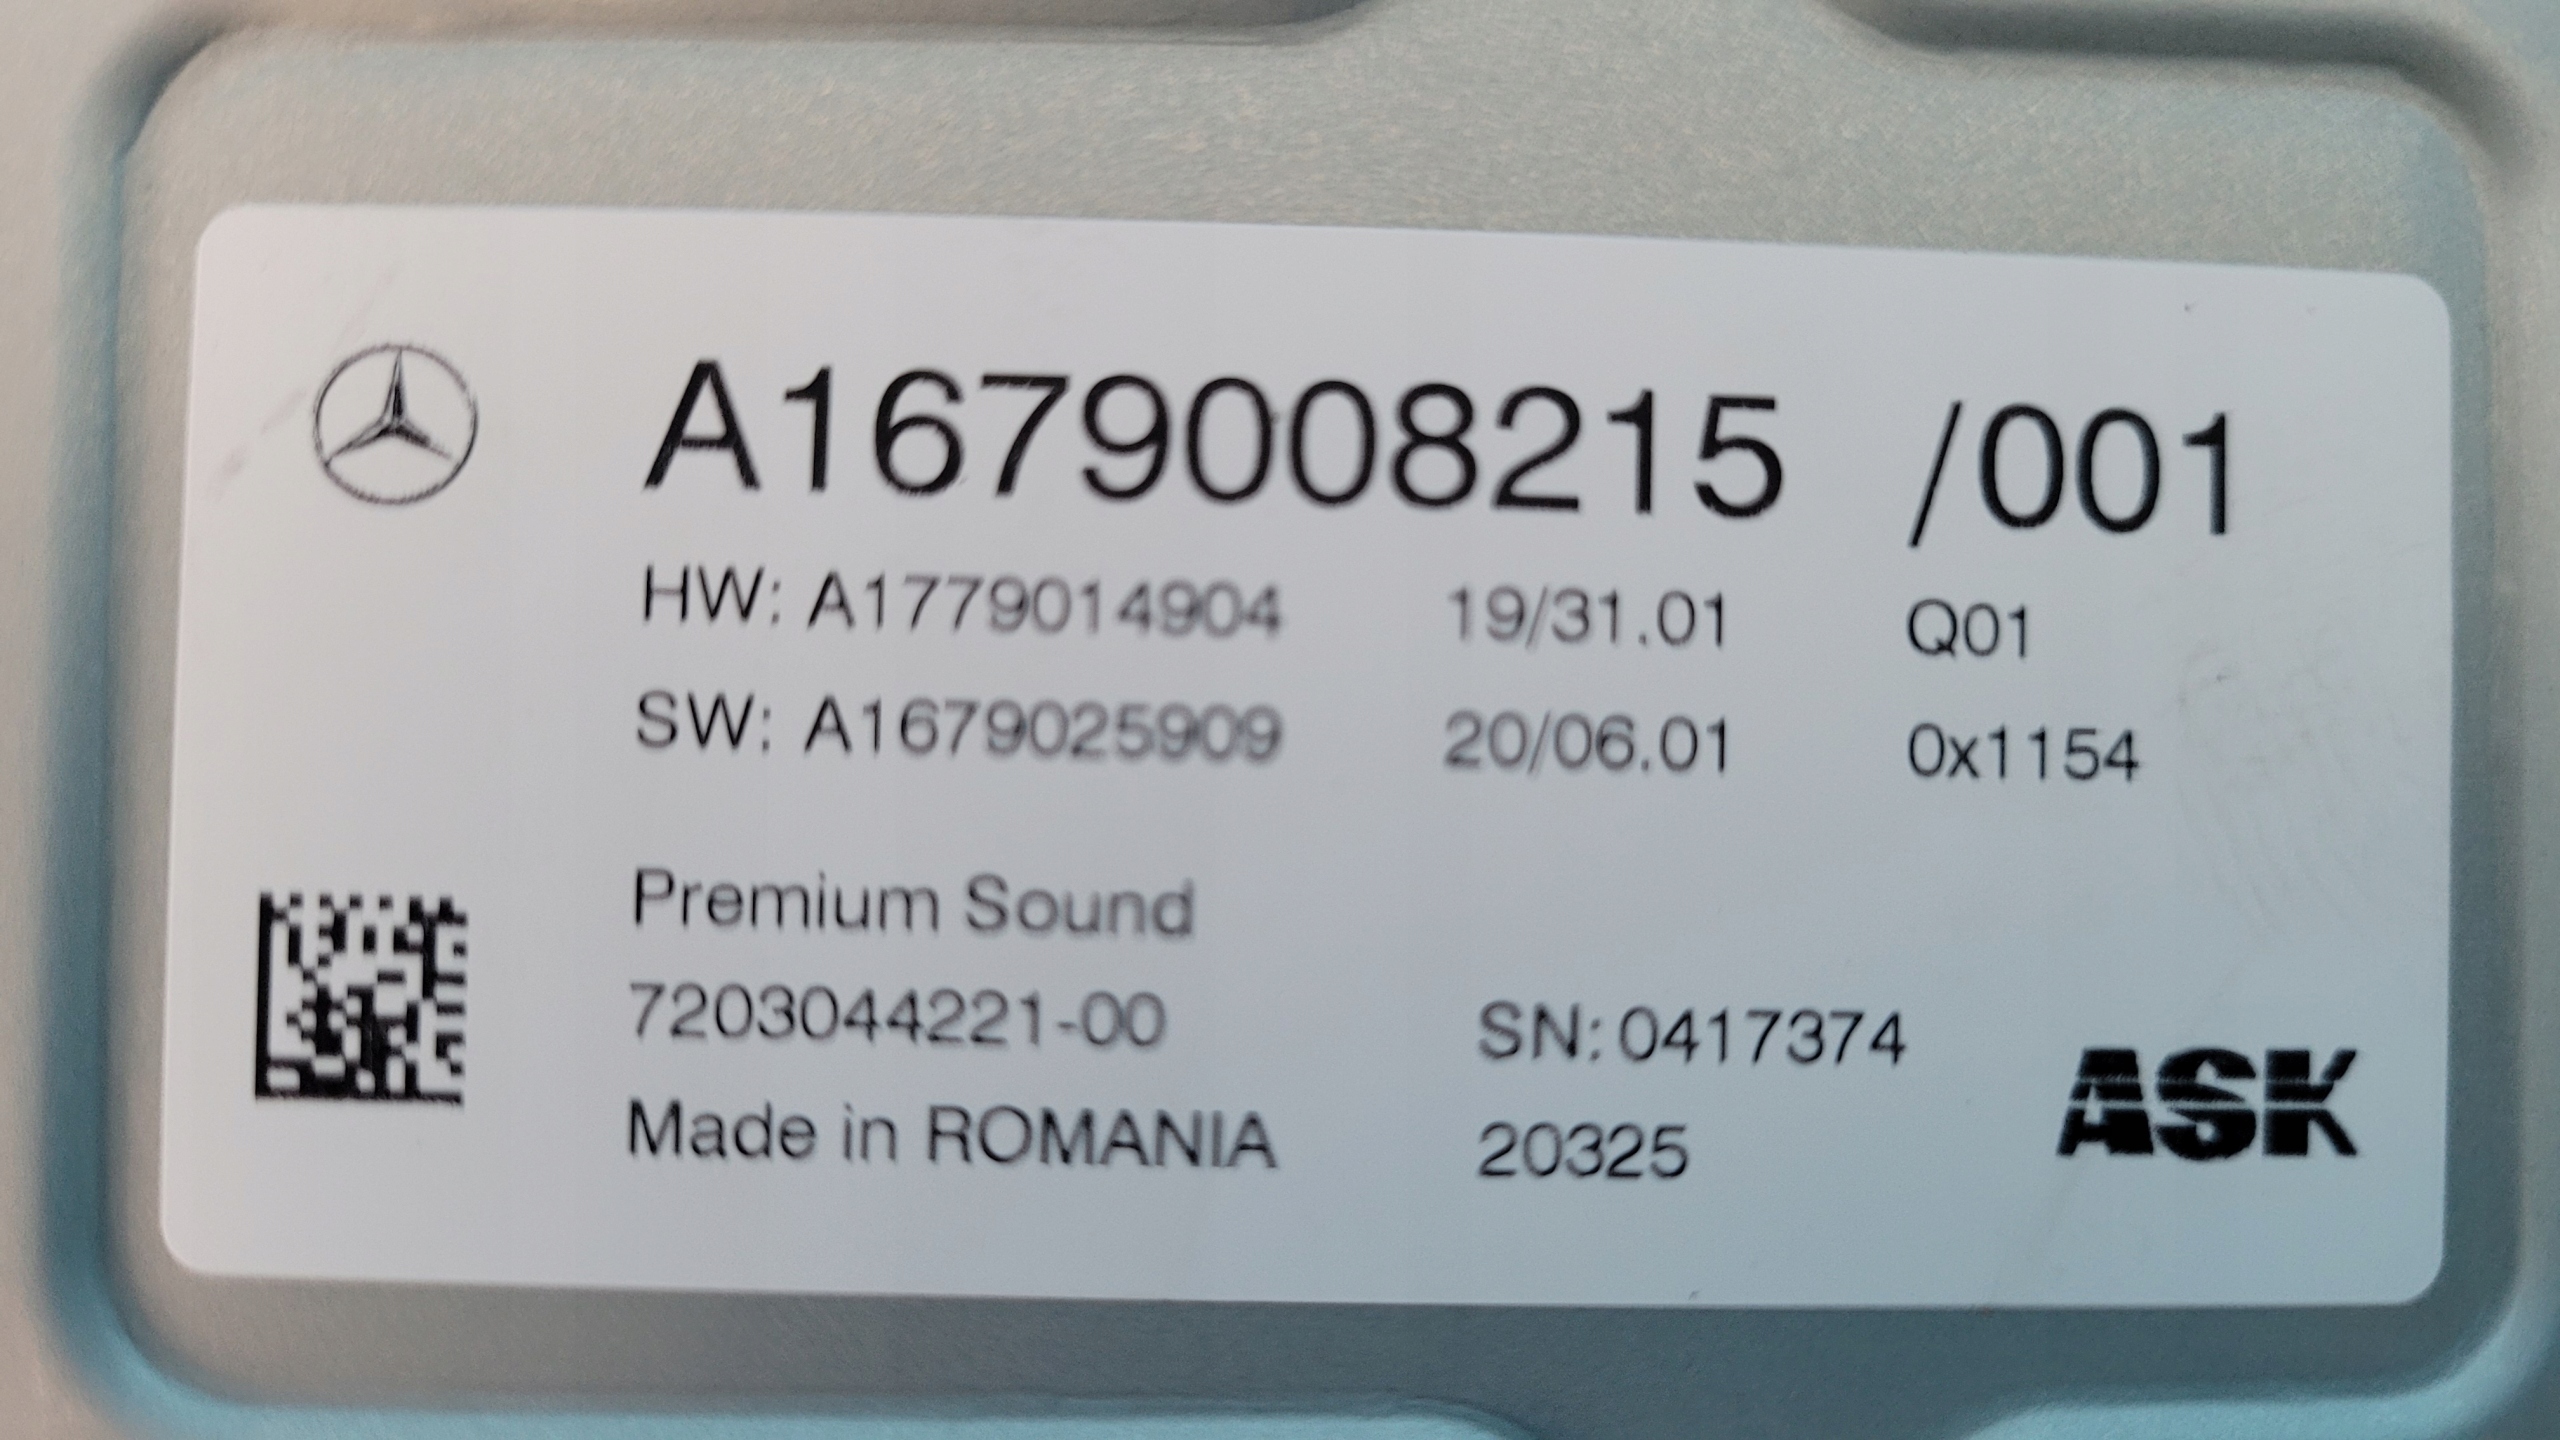 A1679008215 /001
HW: A1779014904 19/31.01 Q01
SW: A1679025909 20/06.01 0x1154
Premium Sound
7203044221-00 SN: 0417374
Made in ROMANIA 20325
ASK